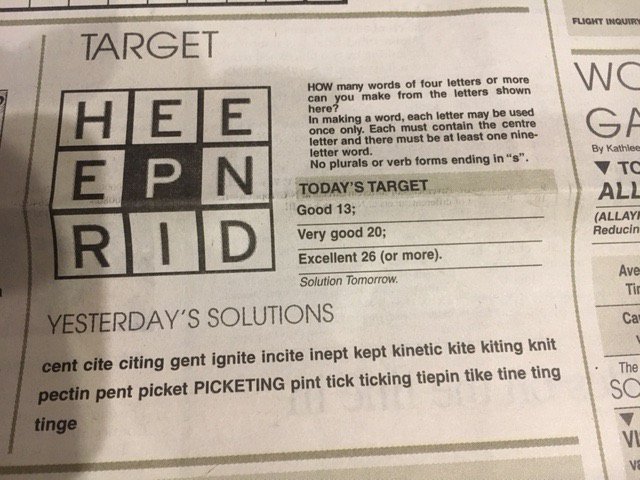 TARGET
H E E
E P N
R I D
HOW many words of four letters or more
can you make from the letters shown
here?
In making a word, each letter may be used
once only. Each must contain the centre
letter and there must be at least one nine-
letter word.
No plurals or verb forms ending in “s”.
TODAY'S TARGET
Good 13;
Very good 20;
Excellent 26 (or more).
Solution Tomorrow.
YESTERDAY'S SOLUTIONS
cent cite citing gent ignite incite inept kept kinetic kite kiting knit
pectin pent picket PICKETING pint tick ticking tiepin tike tine ting
tinge
FLIGHT INQUIR
WO
GA
By Kathlee
▼ TO
ALL
(ALLAY
Reducin
Ave
Tir
Ca
The
SO
▼